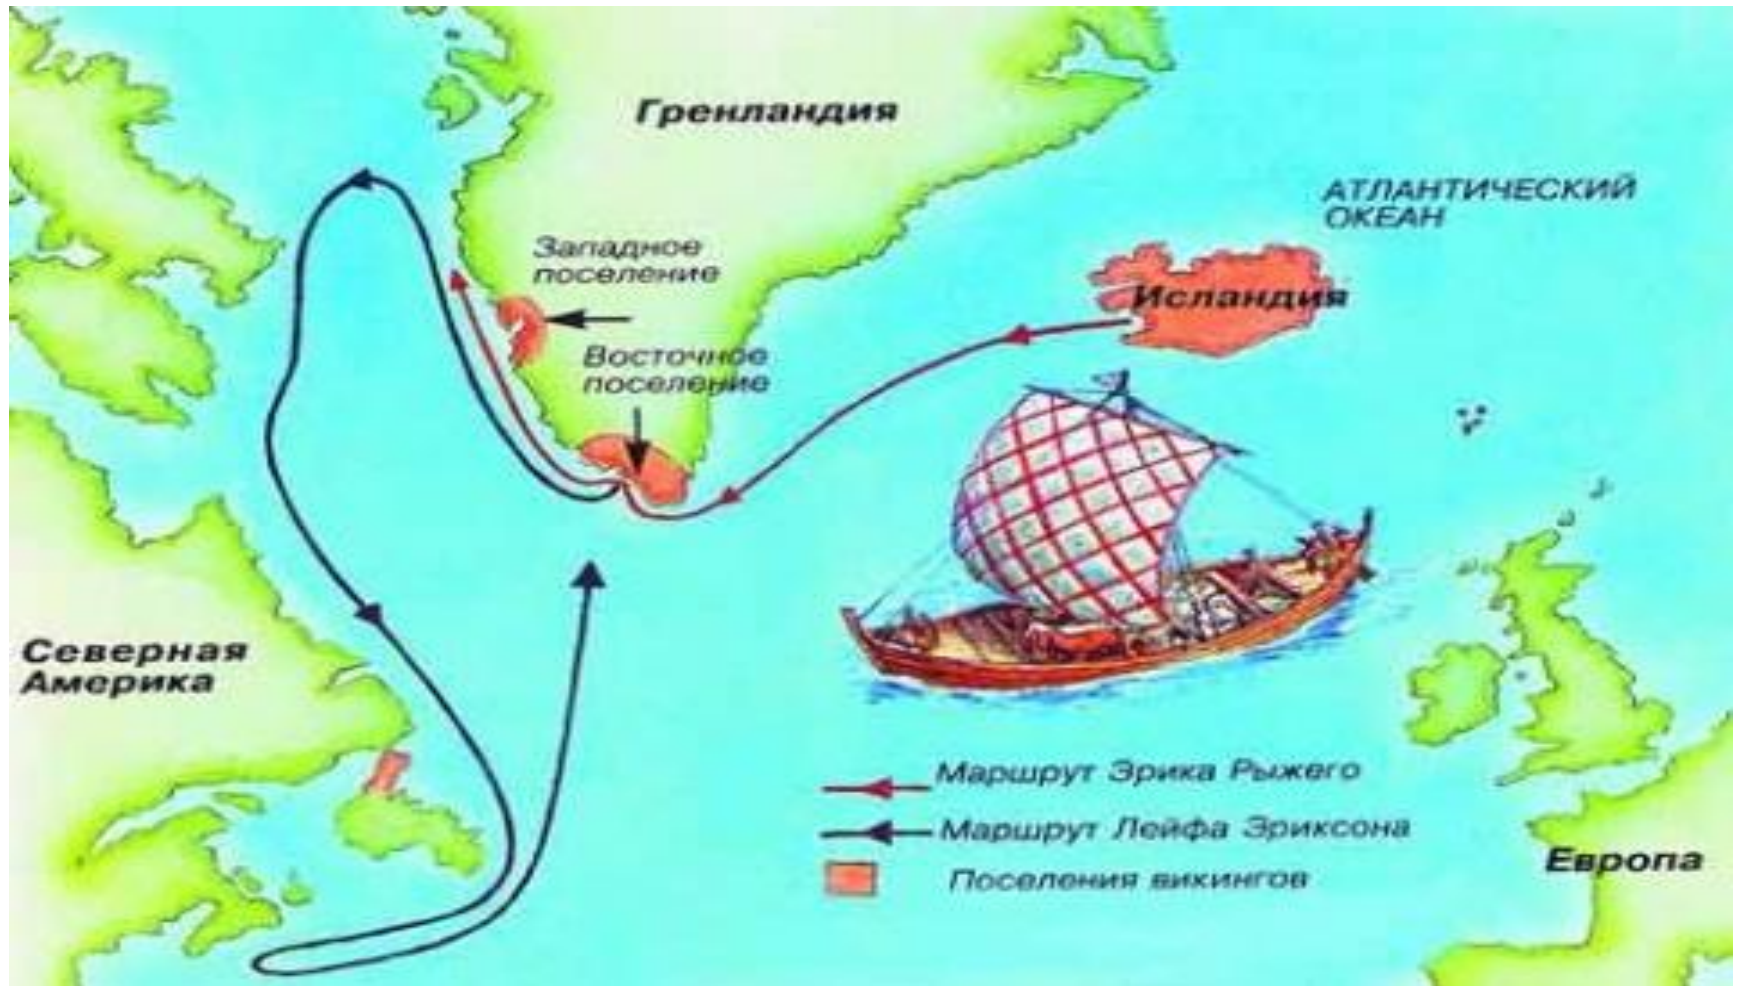 Гренландия
АТЛАНТИЧЕСКИЙ
ОКЕАН
Западное
поселение
Исландия
Восточное
поселение
Северная
Америка
Маршрут Эрика Рыжего
Маршрут Лейфа Эриксона
Поселения викингов
Европа